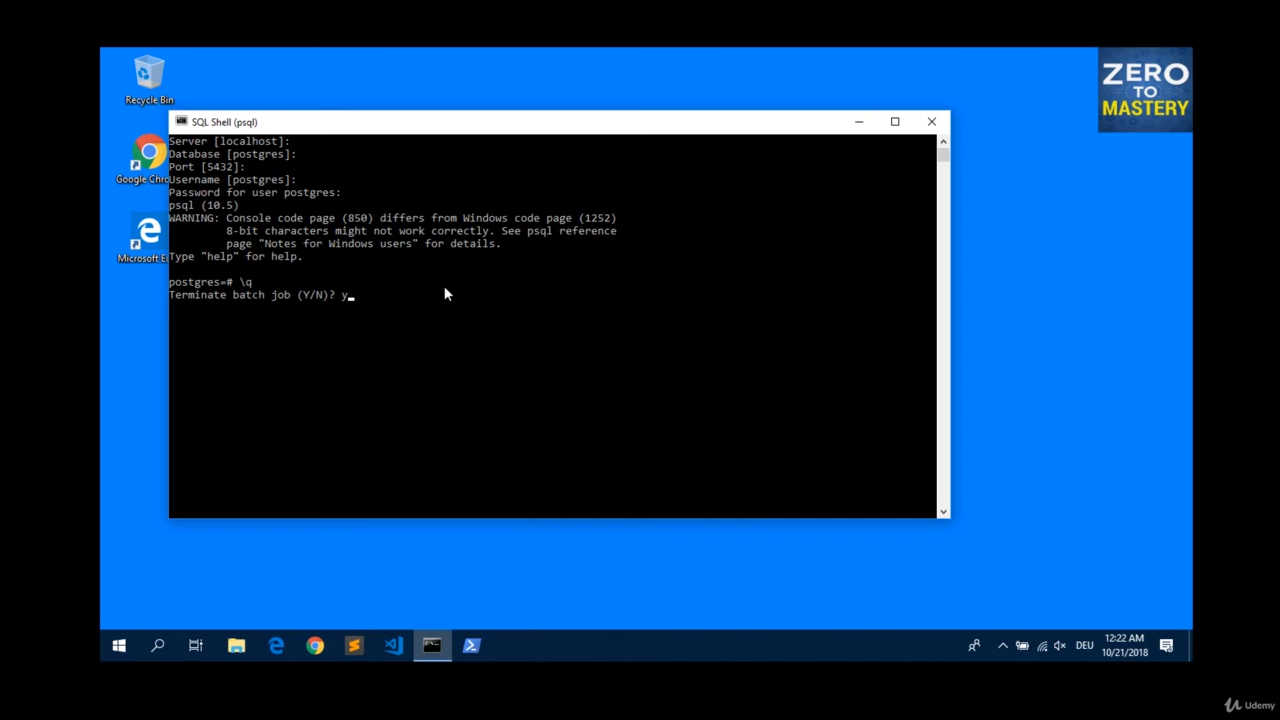 ZERO
TO
MASTERY
Recycle Bin
SQL Shell (psql)
Server [localhost]:
Database [postgres]:
Google Chro
Port [5432]:
Username [postgres]:
Password for user postgres:
psql (10.5)
WARNING: Console code page (850) differs from Windows code page (1252)
8-bit characters might not work correctly. See psql reference
page "Notes for Windows users" for details.
Microsoft E
Type "help" for help.
postgres=# \q
Terminate batch job (Y/N)? y
DEU
12:22 AM
10/21/2018
Udemy